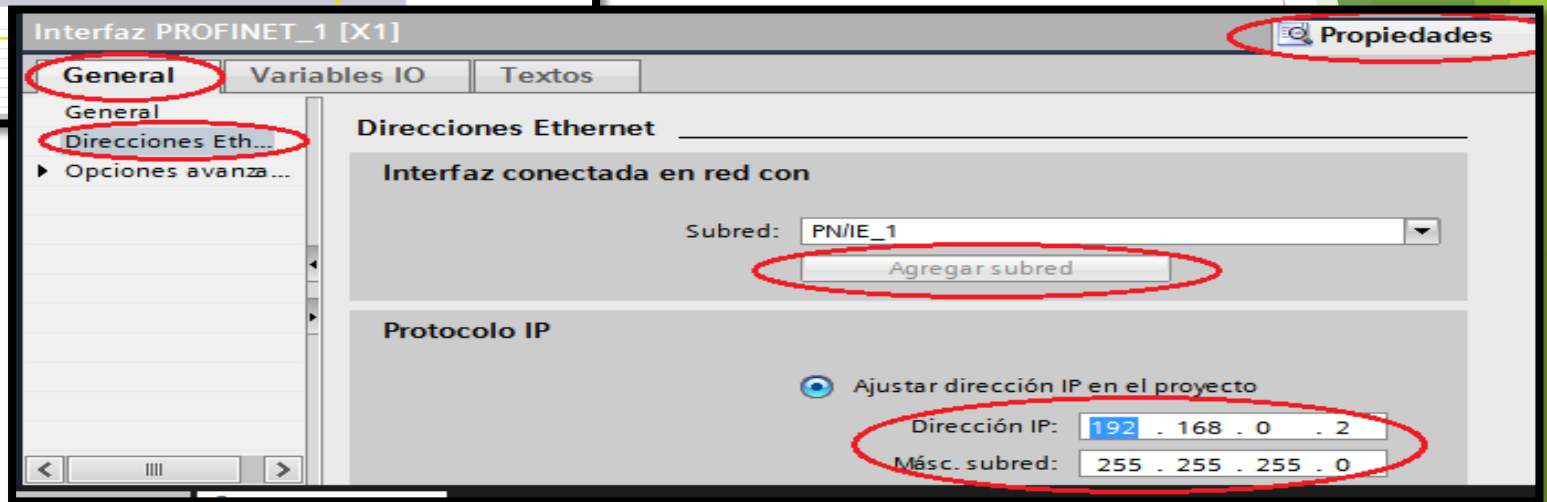 Interfaz PROFINET_1 [X1]
Propiedades
General Variables IO Textos
General
Direcciones Eth...
Opciones avanza...
Direcciones Ethernet
Interfaz conectada en red con
Subred: PN/IE_1
Agregar subred
Protocolo IP
Ajustar dirección IP en el proyecto
Dirección IP: 192 . 168 . 0 . 2
Másc. subred: 255 . 255 . 255 . 0